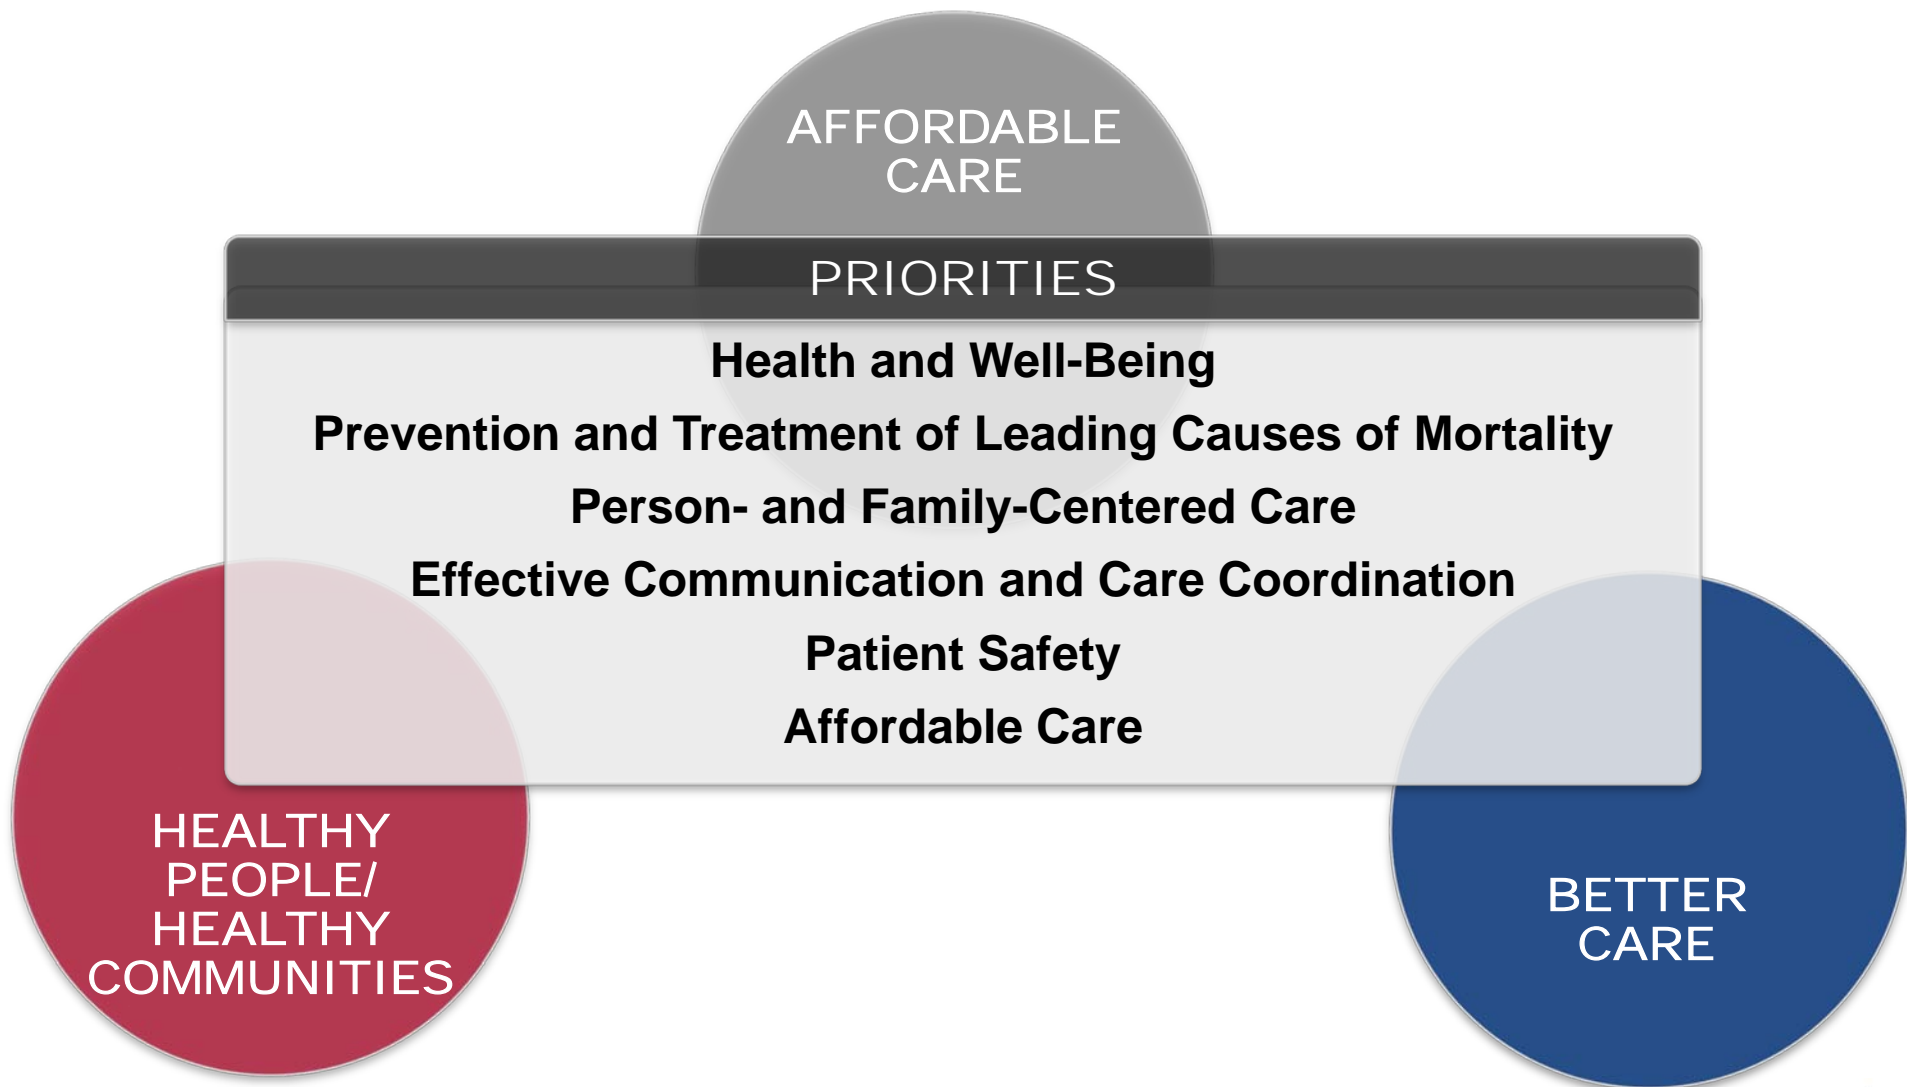 AFFORDABLE
CARE
PRIORITIES
Health and Well-Being
Prevention and Treatment of Leading Causes of Mortality
Person- and Family-Centered Care
Effective Communication and Care Coordination
Patient Safety
Affordable Care
HEALTHY
PEOPLE/
HEALTHY
COMMUNITIES
BETTER
CARE